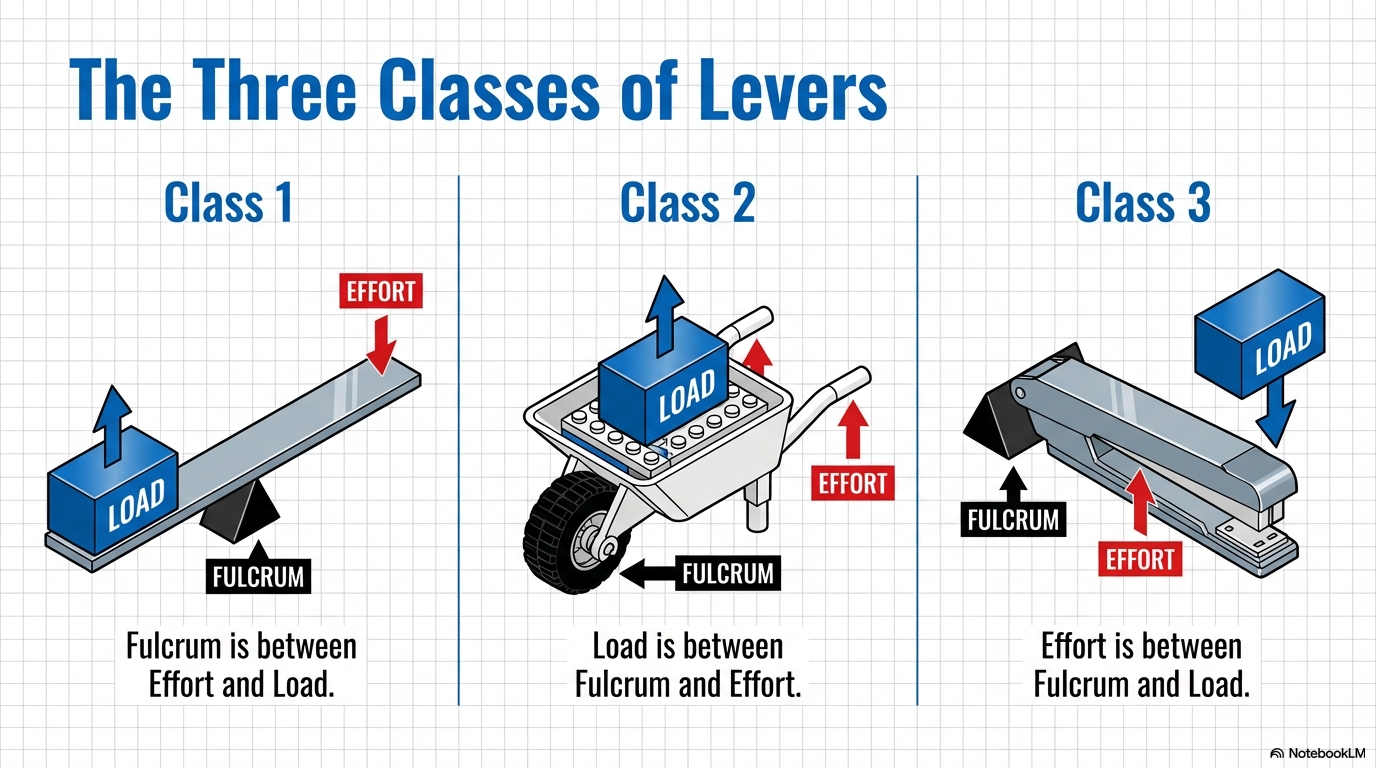 The Three Classes of Levers
Class 1
EFFORT
LOAD
FULCRUM
Fulcrum is between
Effort and Load.
Class 2
LOAD
EFFORT
FULCRUM
Load is between
Fulcrum and Effort.
Class 3
LOAD
FULCRUM
EFFORT
Effort is between
Fulcrum and Load.
NotebookLM